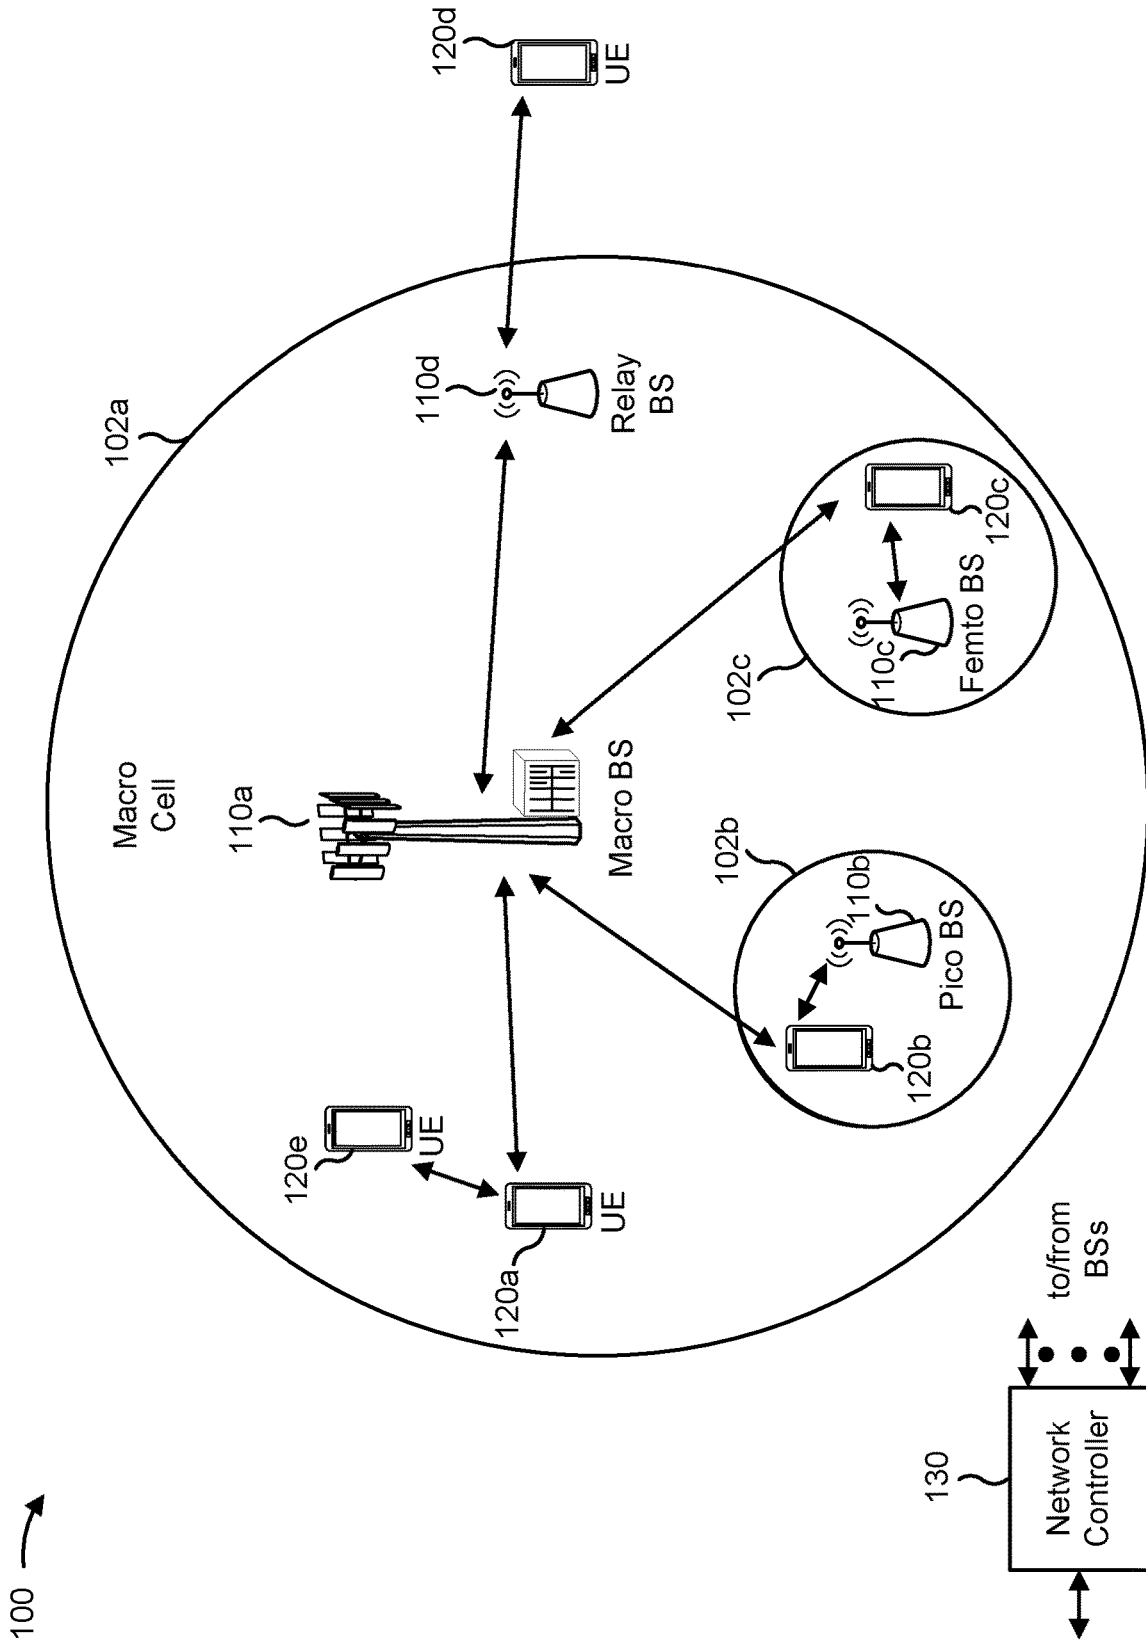 100
102a
Macro
Cell
110a
120d
UE
110d
Relay
BS
120e
UE
120a
UE
Macro BS
102b
110b
Pico BS
120b
102c
110c
Femto BS
120c
130
Network
Controller
to/from
BSs